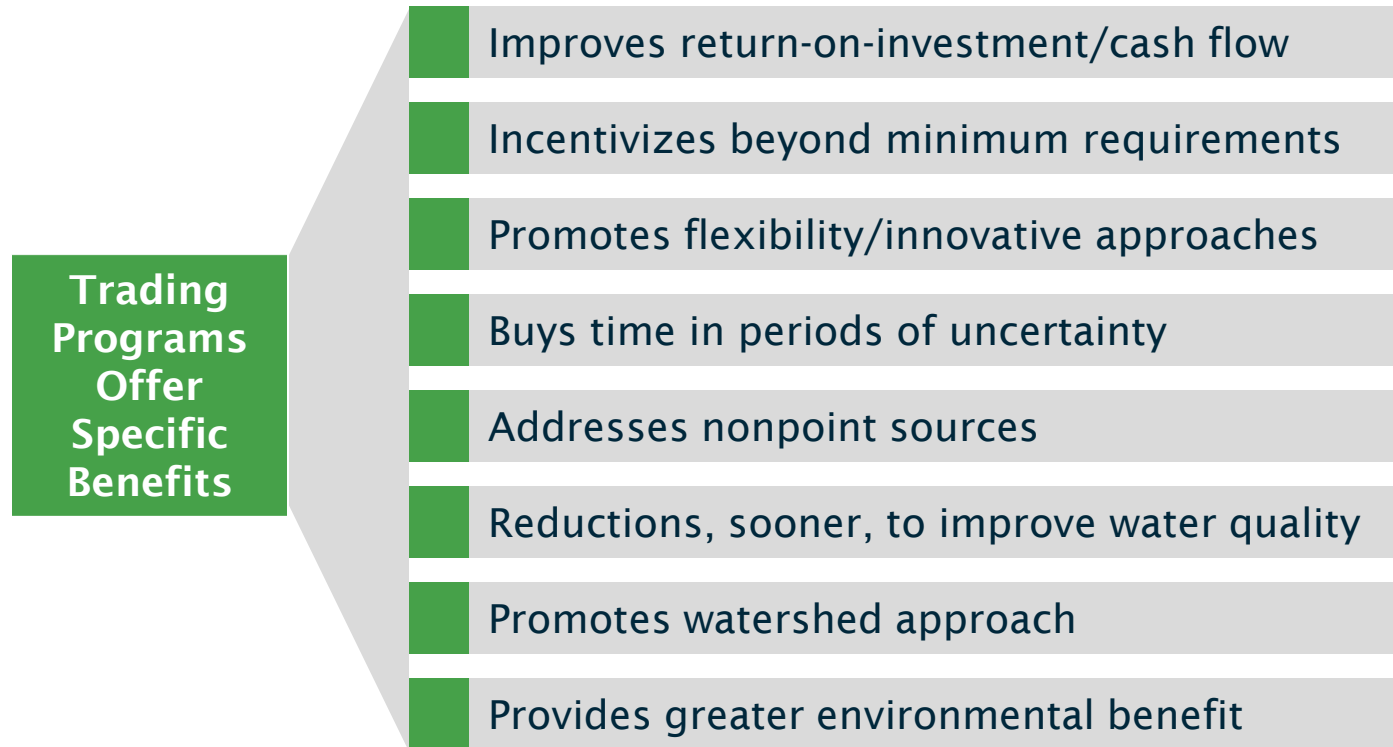 Trading
Programs
Offer
Specific
Benefits
Improves return-on-investment/cash flow
Incentivizes beyond minimum requirements
Promotes flexibility/innovative approaches
Buys time in periods of uncertainty
Addresses nonpoint sources
Reductions, sooner, to improve water quality
Promotes watershed approach
Provides greater environmental benefit